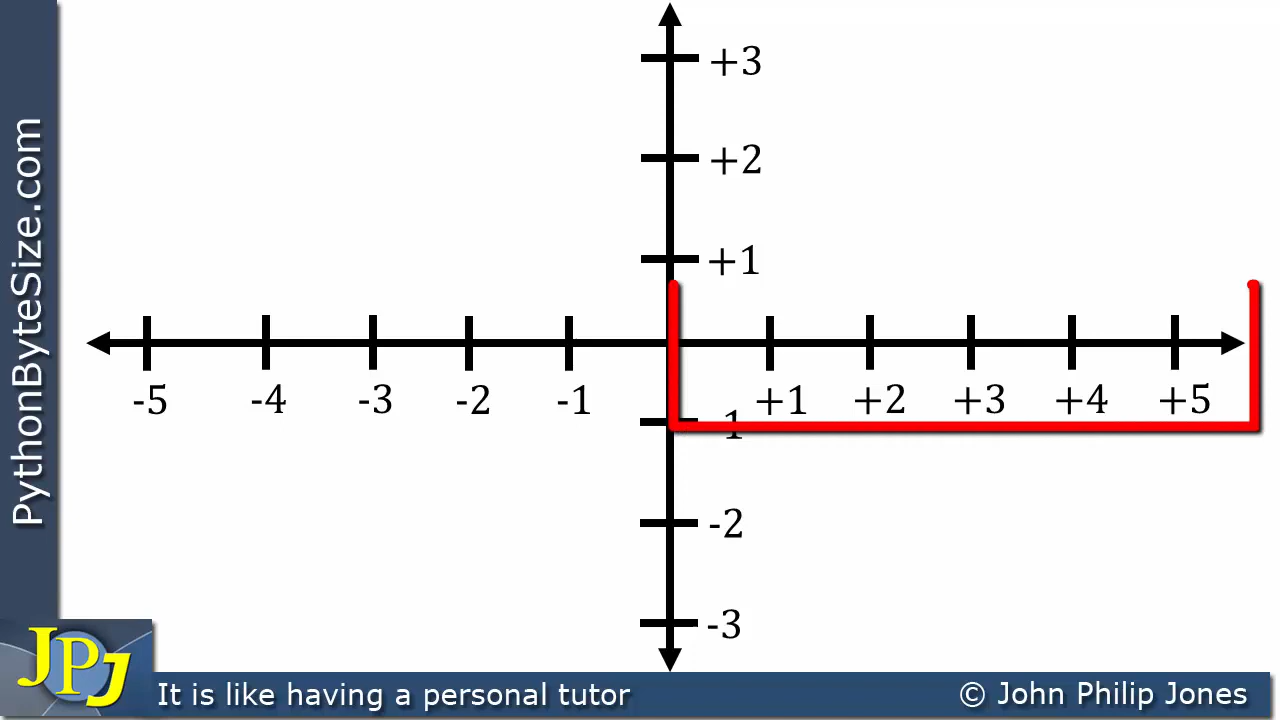 PythonByteSize.com
+3
+2
+1
-5 -4 -3 -2 -1 +1 +2 +3 +4 +5
-1
-2
-3
JPJ
It is like having a personal tutor
© John Philip Jones